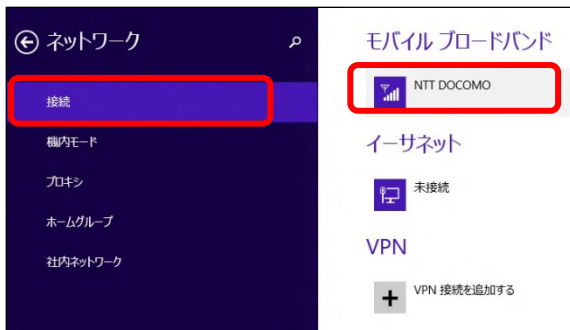 ネットワーク
接続
機内モード
プロキシ
ホームグループ
社内ネットワーク
モバイル ブロードバンド
NTT DOCOMO
イーサネット
未接続
VPN
VPN 接続を追加する